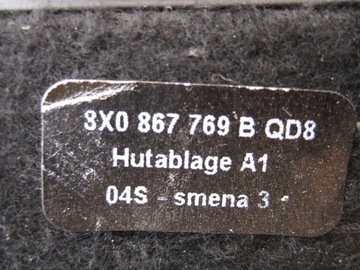 8X0 867 769 B QD8
Hutablage A1
04S - smena 3